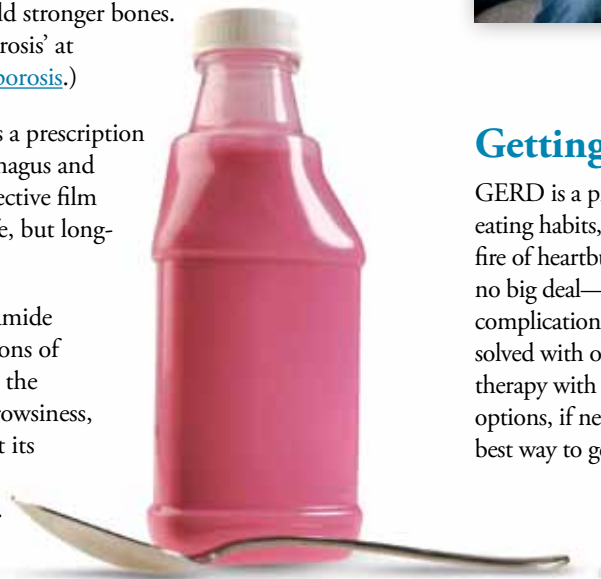 ld stronger bones.
rosis’ at
porosis.)
s a prescription
hagus and
ective film
e, but long-
mide
ons of
the
rowsiness,
t its
.
Getting
GERD is a p
eating habits,
fire of heartbu
no big deal—
complication
solved with o
therapy with
options, if ne
best way to g